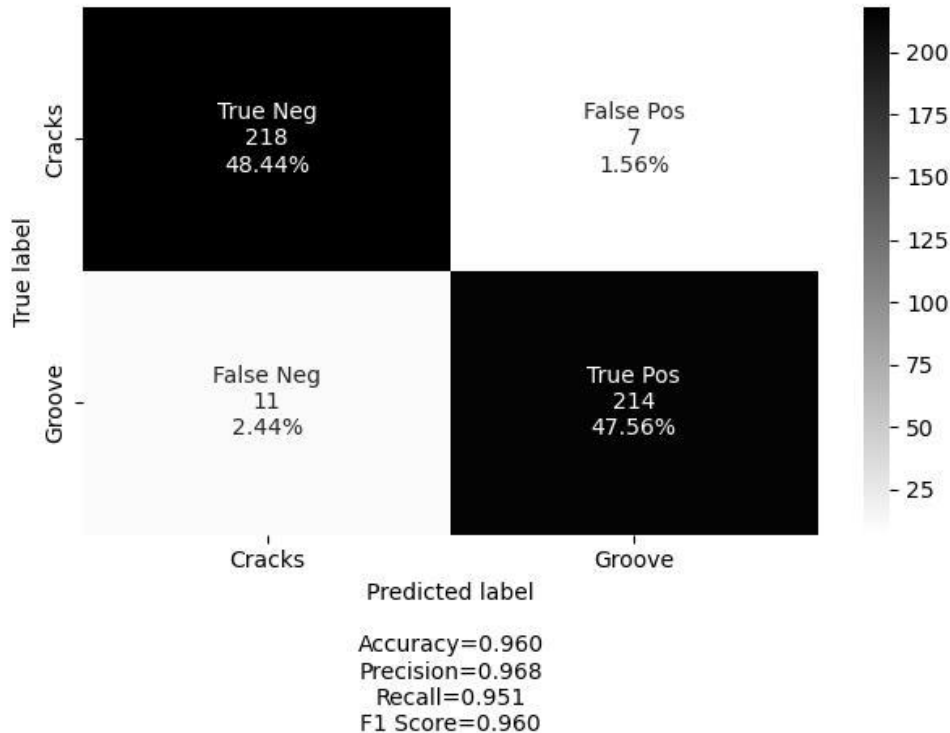 True Neg
218
48.44%
False Pos
7
1.56%
False Neg
11
2.44%
True Pos
214
47.56%
Cracks
Groove
True label
Cracks
Groove
Predicted label
Accuracy=0.960
Precision=0.968
Recall=0.951
F1 Score=0.960
200
175
150
125
100
75
50
25